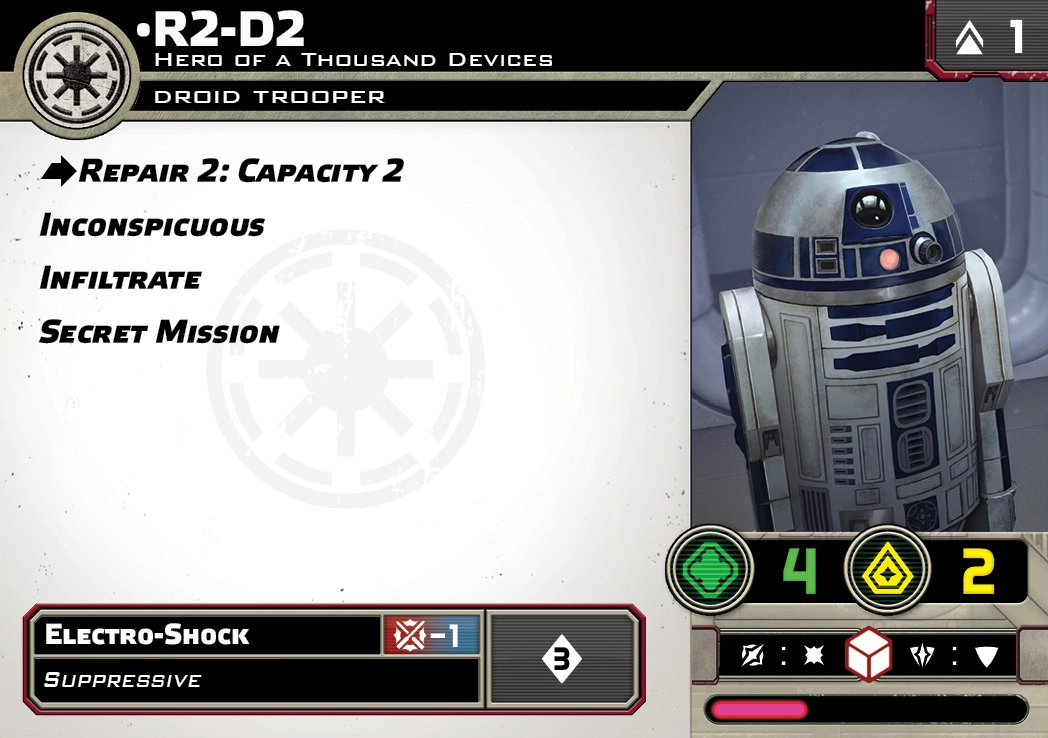 •R2-D2
1
Hero of a Thousand Devices
Droid Trooper
Repair 2: Capacity 2
Inconspicuous
Infiltrate
Secret Mission
4 2
Electro-Shock -1
3
Suppressive
: :